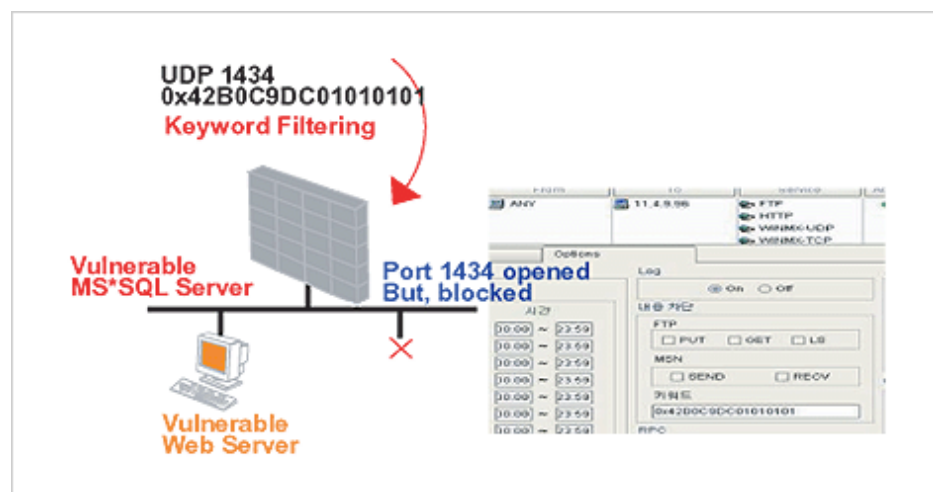 UDP 1434
0x42B0C9DC01010101
Keyword Filtering
Vulnerable
MS*SQL Server
Port 1434 opened
But, blocked
Vulnerable
Web Server
From To Service
ANY 11.4.9.96 FTP
HTTP
WINMX-UDP
WINMX-TCP
Options
시간
00:00 ~ 23:59
00:00 ~ 23:59
00:00 ~ 23:59
00:00 ~ 23:59
00:00 ~ 23:59
00:00 ~ 23:59
00:00 ~ 23:59
Log
On Off
내용 차단
FTP
PUT GET LS
MSN
SEND RECV
키워드
0x42B0C9DC01010101
RPC